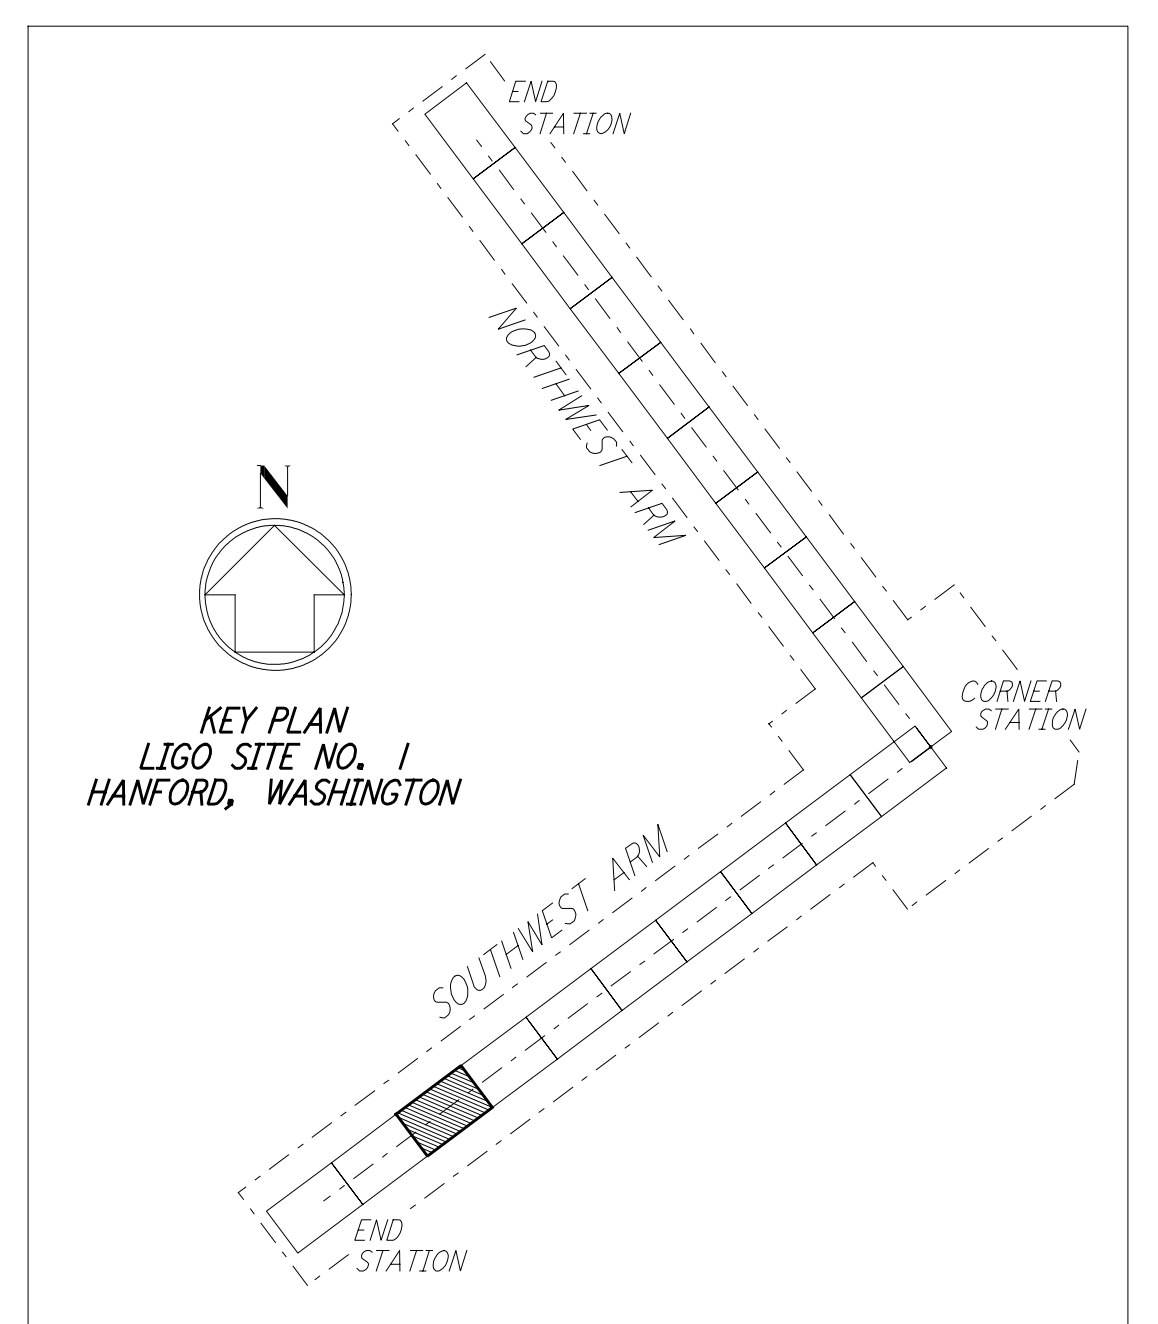 END
STATION
NORTHWEST ARM
N
CORNER
STATION
KEY PLAN
LIGO SITE NO. 1
HANFORD, WASHINGTON
SOUTHWEST ARM
END
STATION